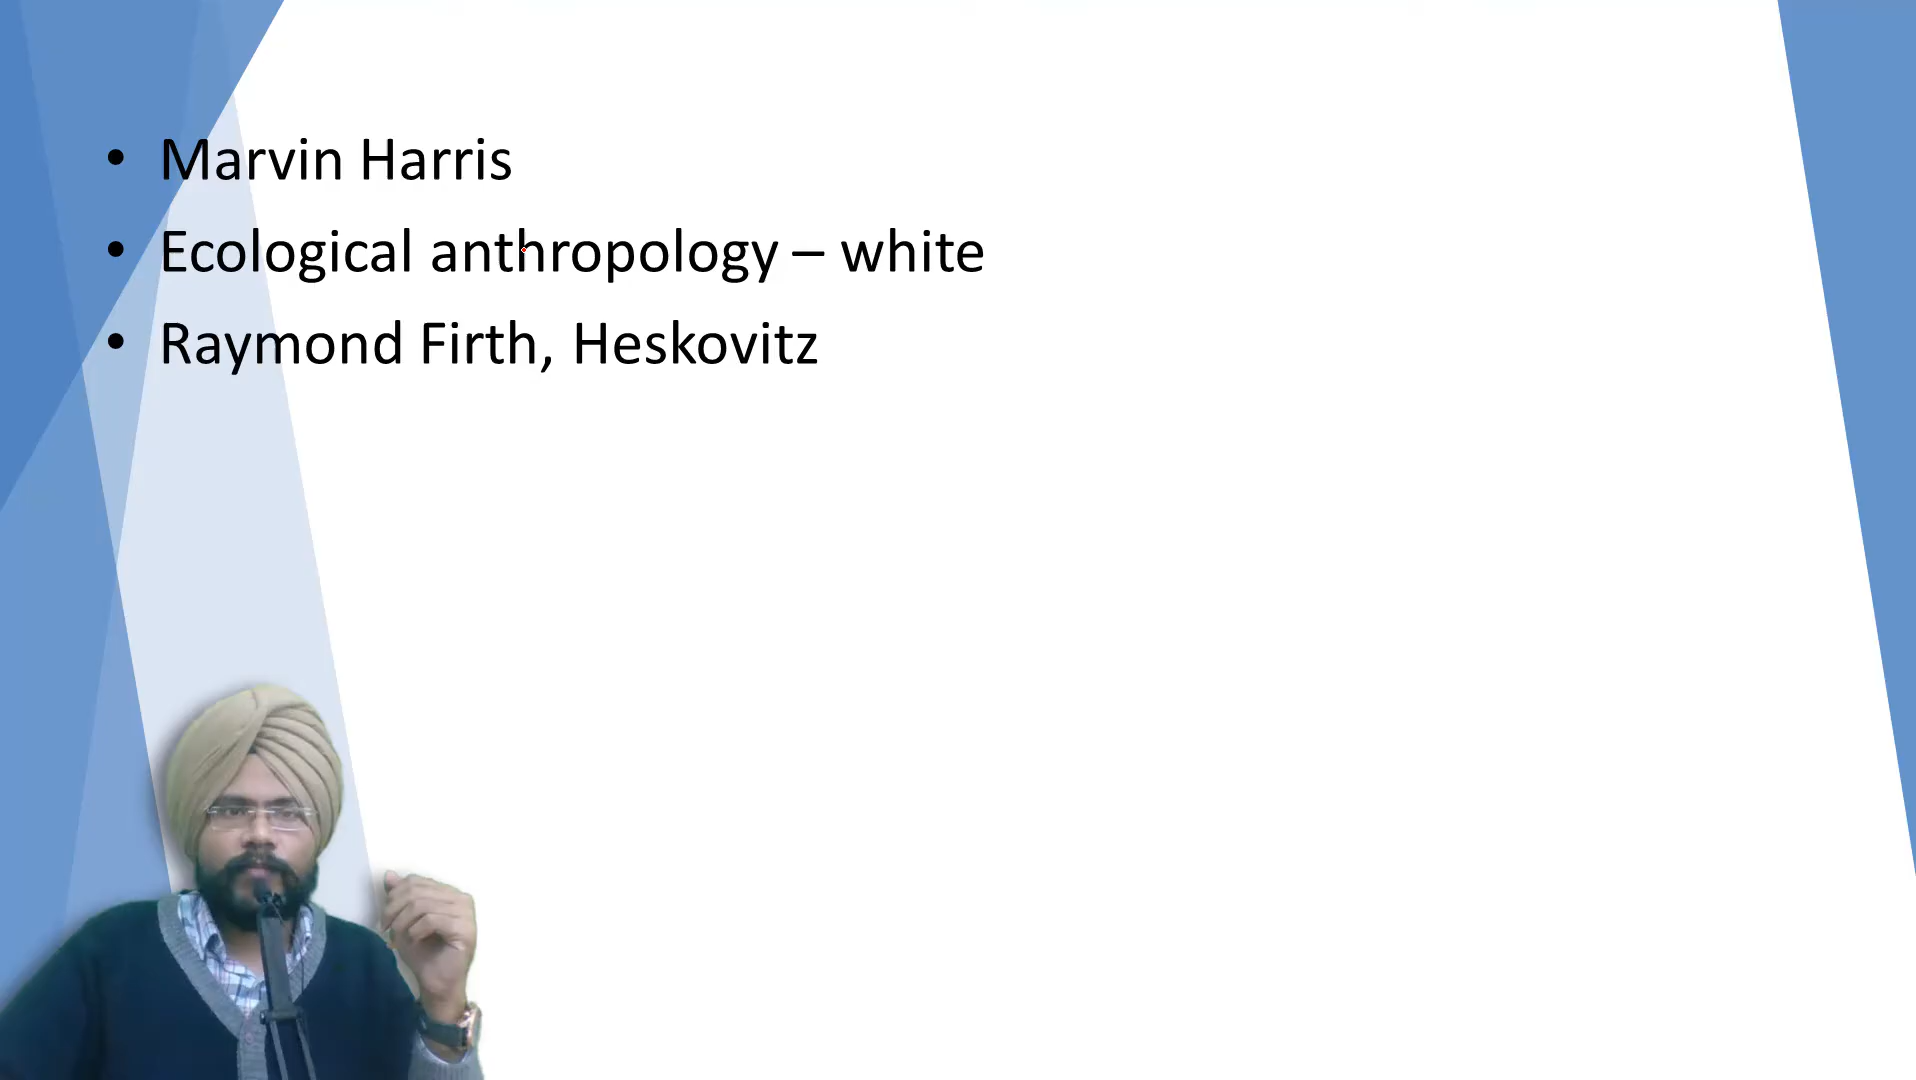 • Marvin Harris
• Ecological anthropology – white
• Raymond Firth, Heskovitz